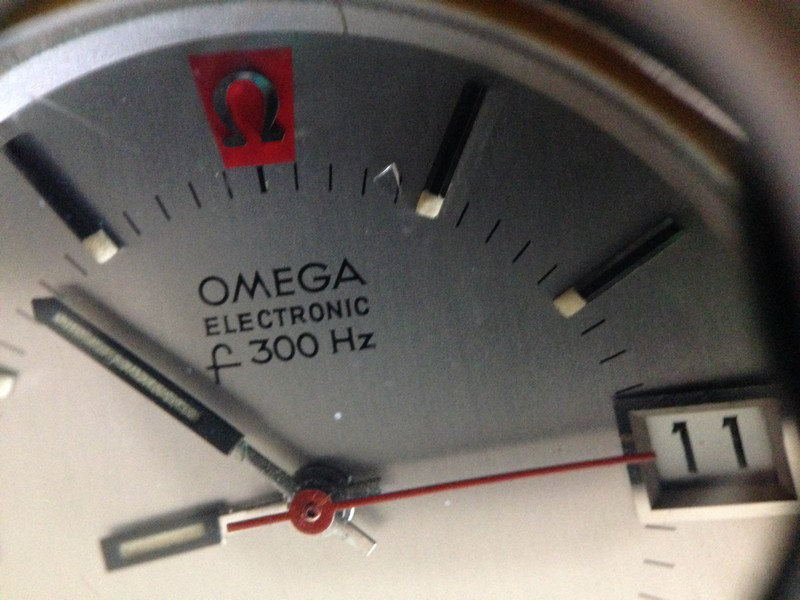 Ω
OMEGA
ELECTRONIC
f 300 Hz
11